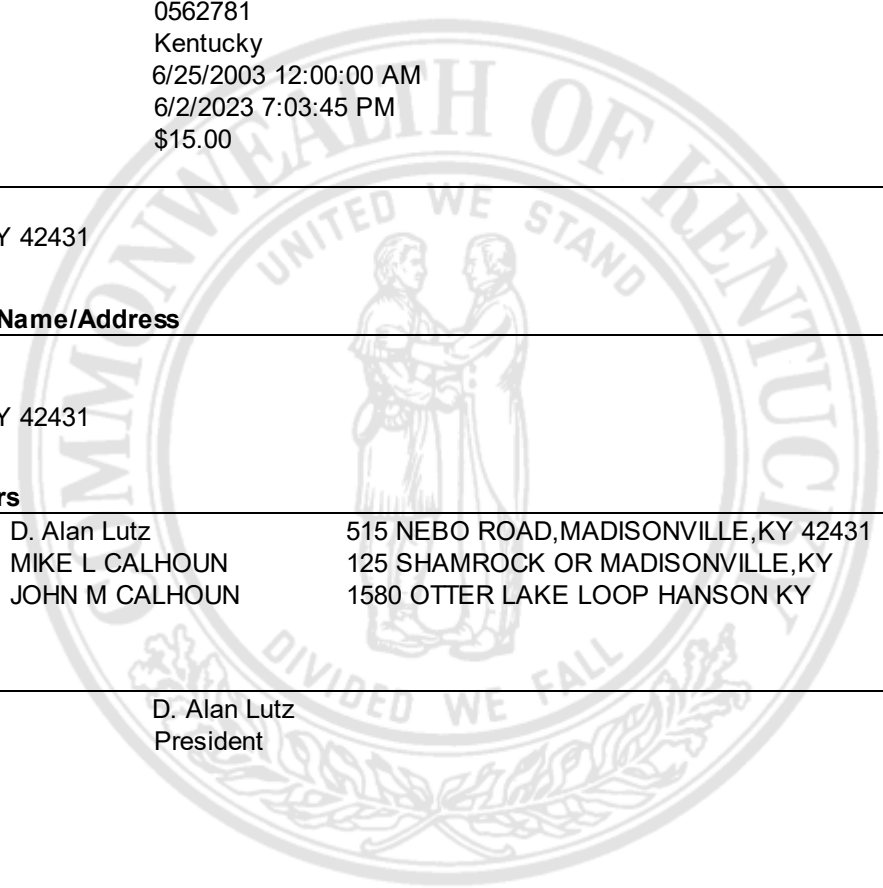 0562781
Kentucky
6/25/2003 12:00:00 AM
6/2/2023 7:03:45 PM
$15.00
Y 42431
Name/Address
Y 42431
rs
D. Alan Lutz 515 NEBO ROAD,MADISONVILLE,KY 42431
MIKE L CALHOUN 125 SHAMROCK OR MADISONVILLE,KY
JOHN M CALHOUN 1580 OTTER LAKE LOOP HANSON KY
D. Alan Lutz
President
COMMONWEALTH OF KENTUCKY
UNITED WE STAND
DIVIDED WE FALL